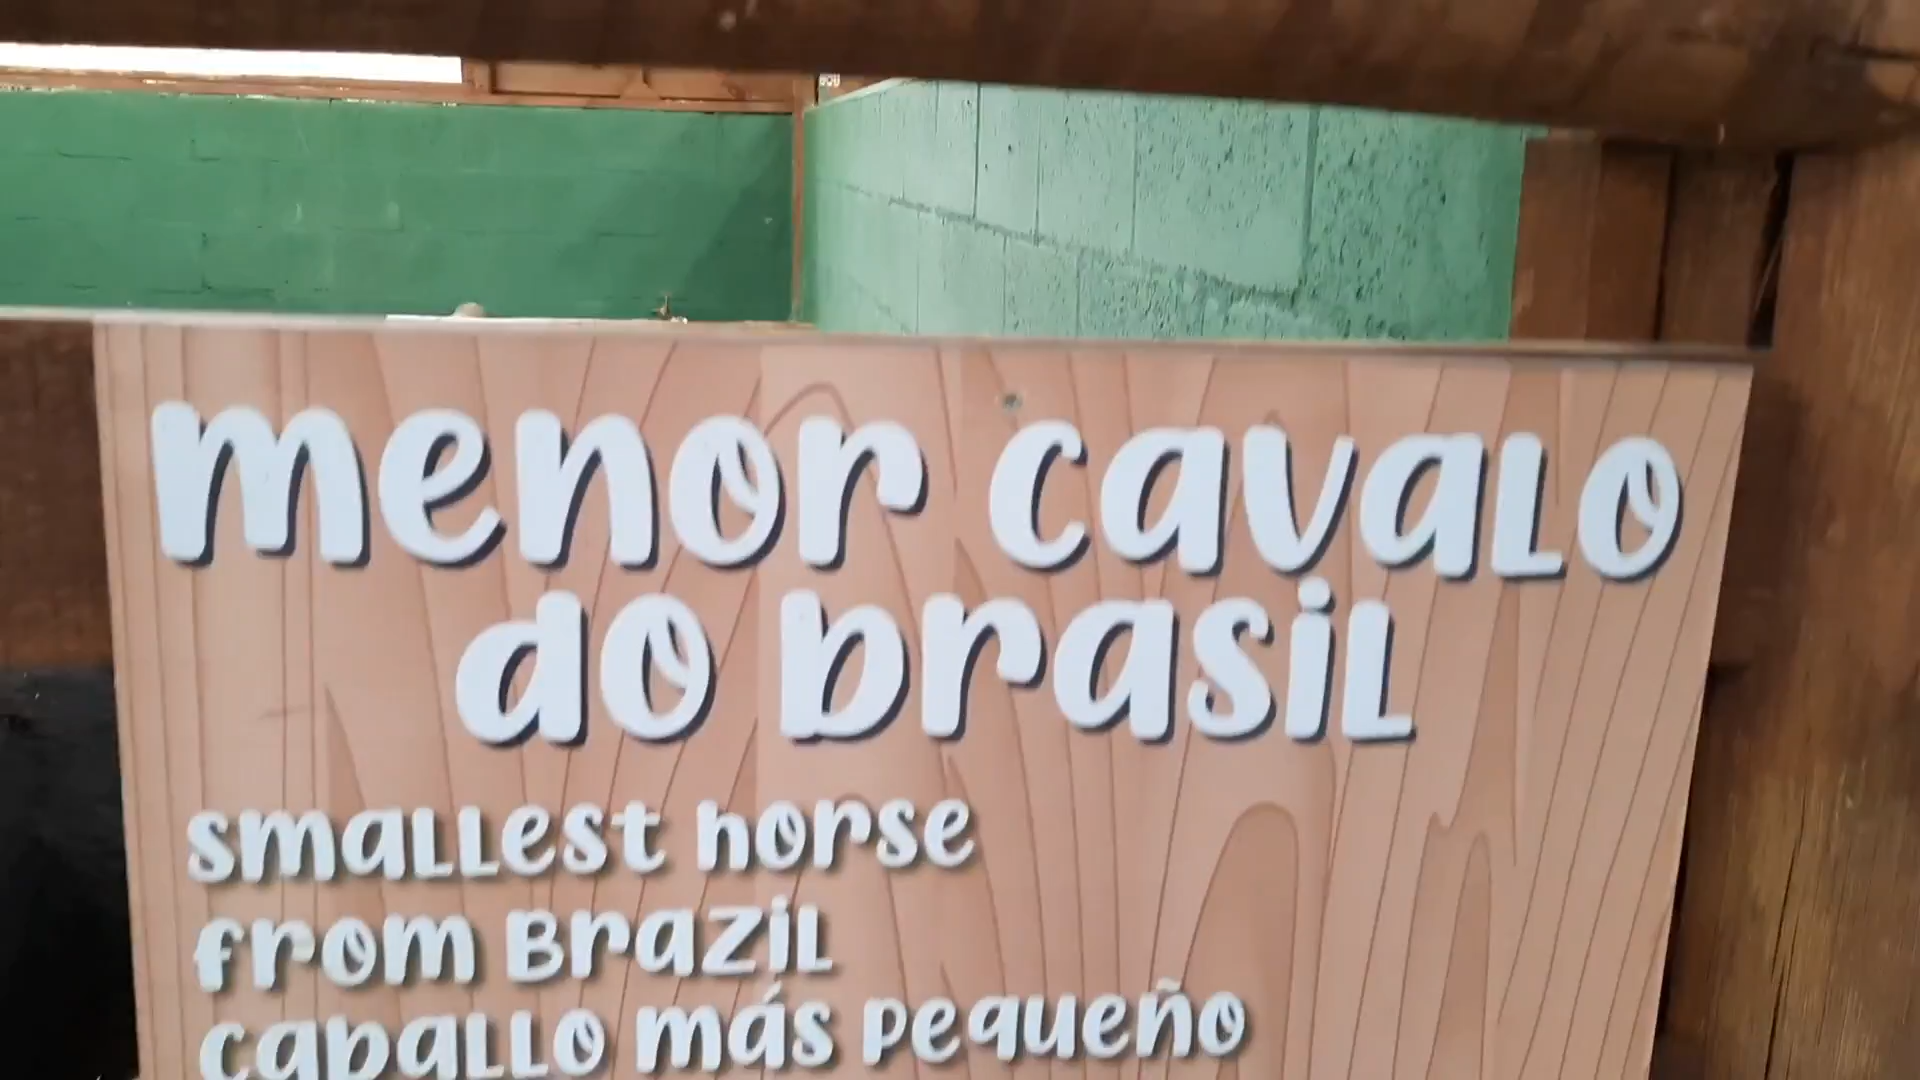 menor cavalo
do brasil
smallest horse
from Brazil
caballo más pequeño